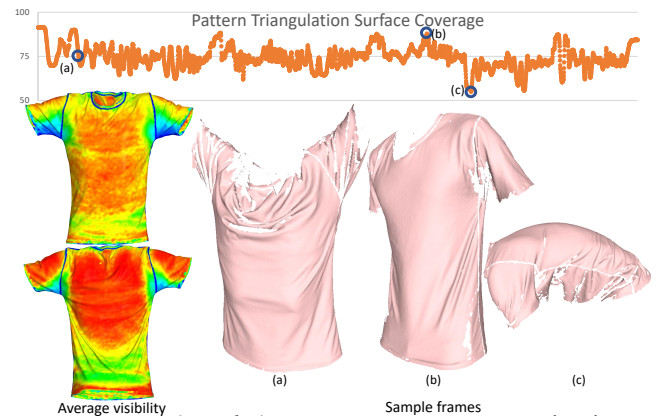 Pattern Triangulation Surface Coverage
100
75
50
(a)
(b)
(c)
(a)
(b)
(c)
Average visibility
Sample frames